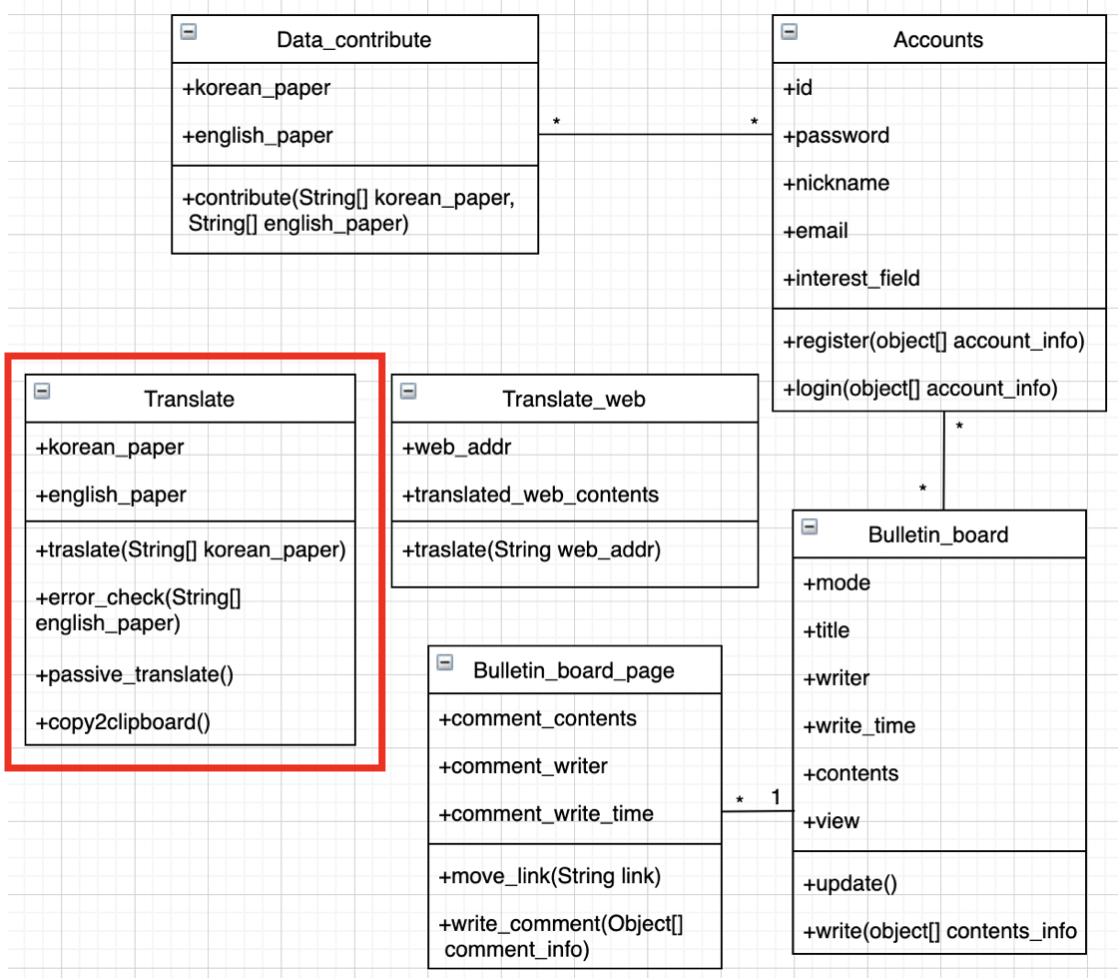 Data_contribute
+korean_paper
+english_paper
+contribute(String[] korean_paper,
String[] english_paper)
Accounts
+id
+password
+nickname
+email
+interest_field
+register(object[] account_info)
+login(object[] account_info)
*
*
*
*
Translate
+korean_paper
+english_paper
+traslate(String[] korean_paper)
+error_check(String[]
english_paper)
+passive_translate()
+copy2clipboard()
Translate_web
+web_addr
+translated_web_contents
+traslate(String web_addr)
Bulletin_board_page
+comment_contents
+comment_writer
+comment_write_time
+move_link(String link)
+write_comment(Object[]
comment_info)
* 1
Bulletin_board
+mode
+title
+writer
+write_time
+contents
+view
+update()
+write(object[] contents_info